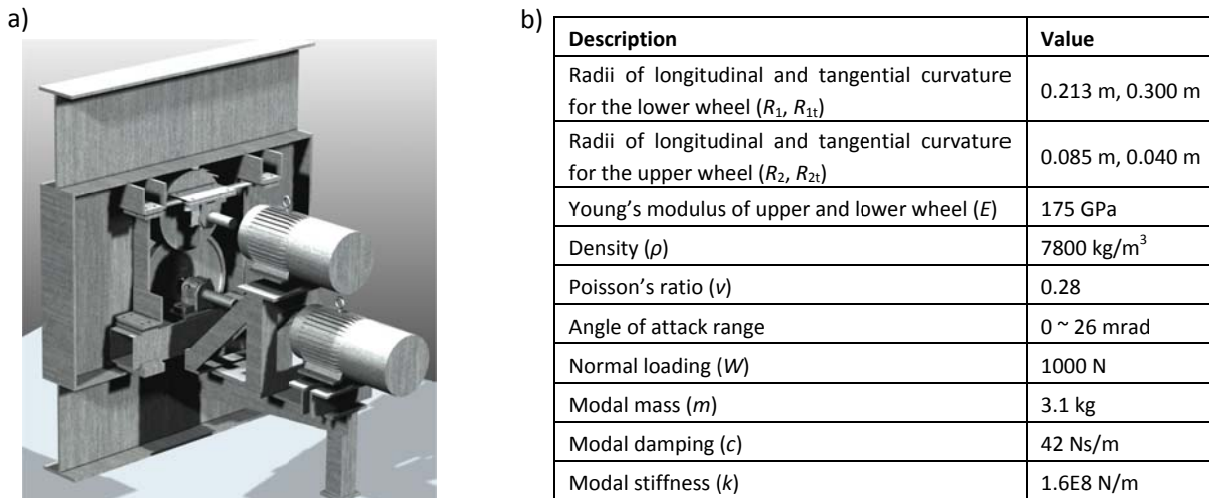 a)
b)
Description Value
Radii of longitudinal and tangential curvature
for the lower wheel (R1, R1t) 0.213 m, 0.300 m
Radii of longitudinal and tangential curvature
for the upper wheel (R2, R2t) 0.085 m, 0.040 m
Young's modulus of upper and lower wheel (E) 175 GPa
Density (ρ) 7800 kg/m³
Poisson's ratio (v) 0.28
Angle of attack range 0 ~ 26 mrad
Normal loading (W) 1000 N
Modal mass (m) 3.1 kg
Modal damping (c) 42 Ns/m
Modal stiffness (k) 1.6E8 N/m